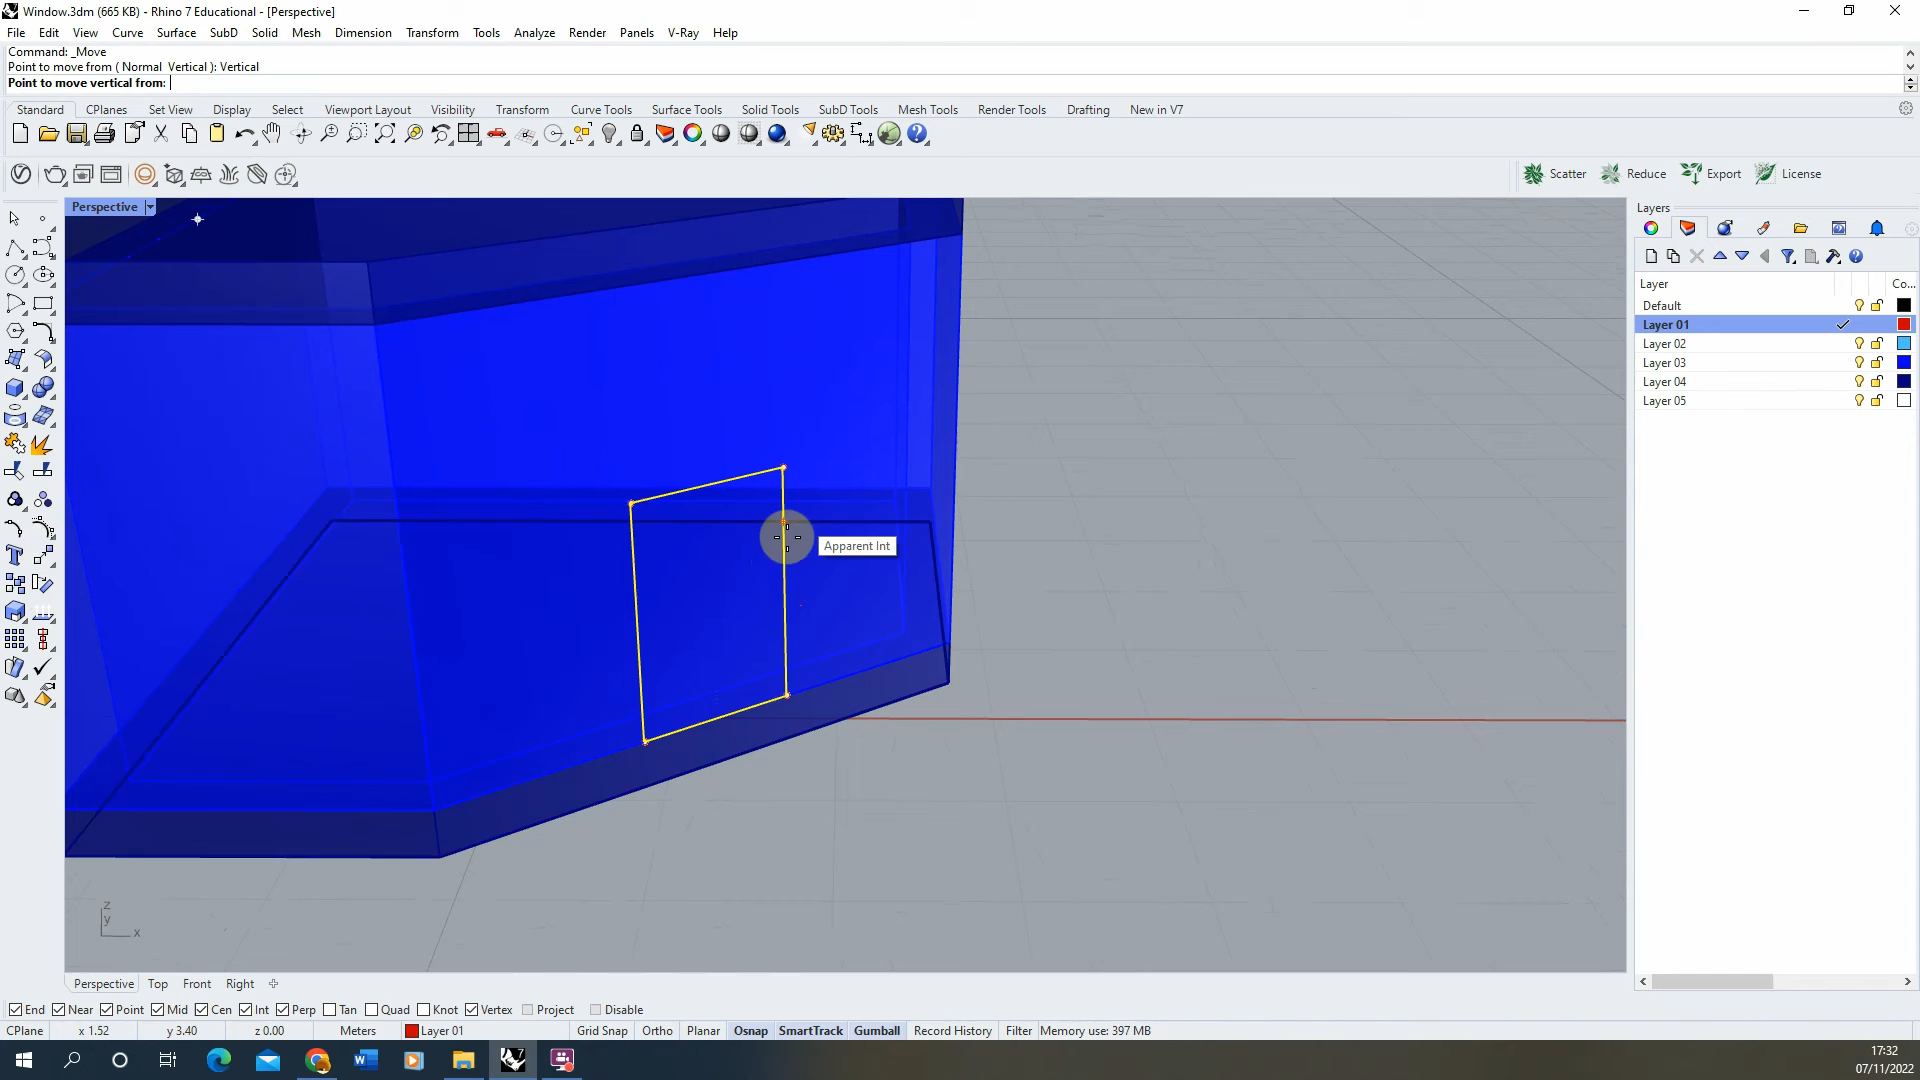 Window.3dm (665 KB) - Rhino 7 Educational - [Perspective]
File Edit View Curve Surface SubD Solid Mesh Dimension Transform Tools Analyze Render Panels V-Ray Help
Command: _Move
Point to move from ( Normal Vertical ): Vertical
Point to move vertical from:
Standard CPlanes Set View Display Select Viewport Layout Visibility Transform Curve Tools Surface Tools Solid Tools SubD Tools Mesh Tools Render Tools Drafting New in V7
Scatter Reduce Export License
Perspective
Layers
Layer Co...
Default
Layer 01
Layer 02
Layer 03
Layer 04
Layer 05
Apparent Int
z
y
x
Perspective Top Front Right
End Near Point Mid Cen Int Perp Tan Quad Knot Vertex Project Disable
CPlane x 1.52 y 3.40 z 0.00 Meters Layer 01 Grid Snap Ortho Planar Osnap SmartTrack Gumball Record History Filter Memory use: 397 MB
17:32
07/11/2022